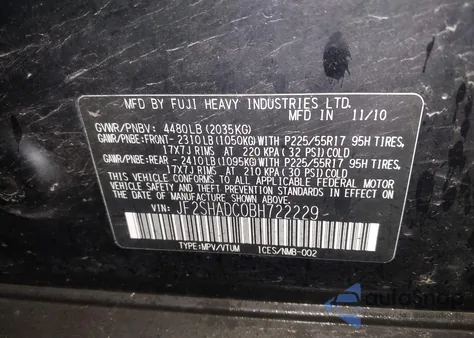 MFD BY FUJI HEAVY INDUSTRIES LTD.
MFD IN 11/10
GVWR/PNBV: 4480LB (2035KG)
GAWR/PNBE:FRONT- 2310LB (1050KG) WITH P225/55R17 95H TIRES,
17X7J RIMS AT 220 KPA (32 PSI) COLD
GAWR/PNBE:REAR - 2410LB (1095KG) WITH P225/55R17 95H TIRES,
17X7J RIMS AT 210 KPA (30 PSI) COLD
THIS VEHICLE CONFORMS TO ALL APPLICABLE FEDERAL MOTOR
VEHICLE SAFETY AND THEFT PREVENTION STANDARDS IN EFFECT ON
THE DATE OF MANUFACTURE SHOWN ABOVE.
VIN: JF2SHADC0BH722229
TYPE:MPV/VTUM ICES/NMB-002
autoSnap